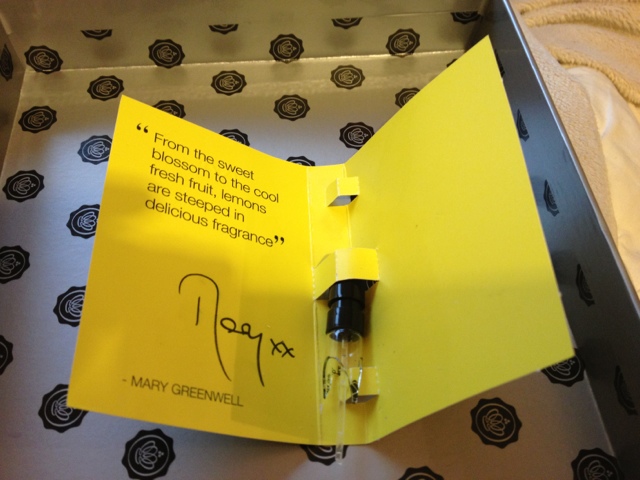 “ From the sweet
blossom to the cool
fresh fruit, lemons
are steeped in
delicious fragrance”
Mary xx
- MARY GREENWELL